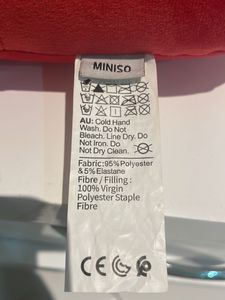 MINISO
AU: Cold Hand
Wash. Do Not
Bleach. Line Dry. Do
Not Iron. Do
Not Dry Clean.
Fabric: 95% Polyester
& 5% Elastane
Fibre / Filling :
100% Virgin
Polyester Staple
Fibre
CE